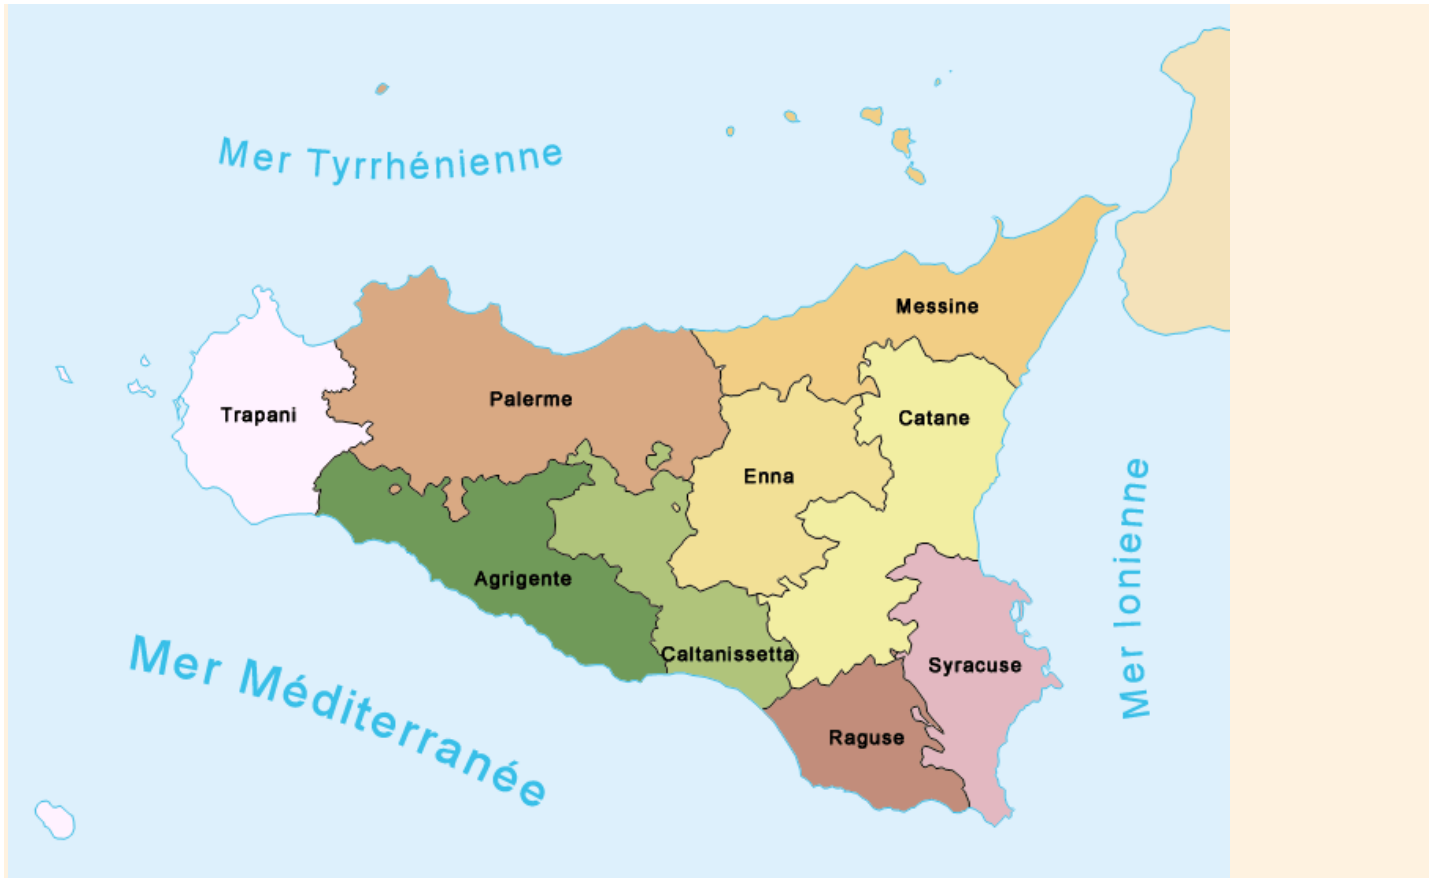 Mer Tyrrhénienne
Messine
Palerme
Trapani
Catane
Enna
Mer Ionienne
Agrigente
Caltanissetta
Syracuse
Mer Méditerranée
Raguse